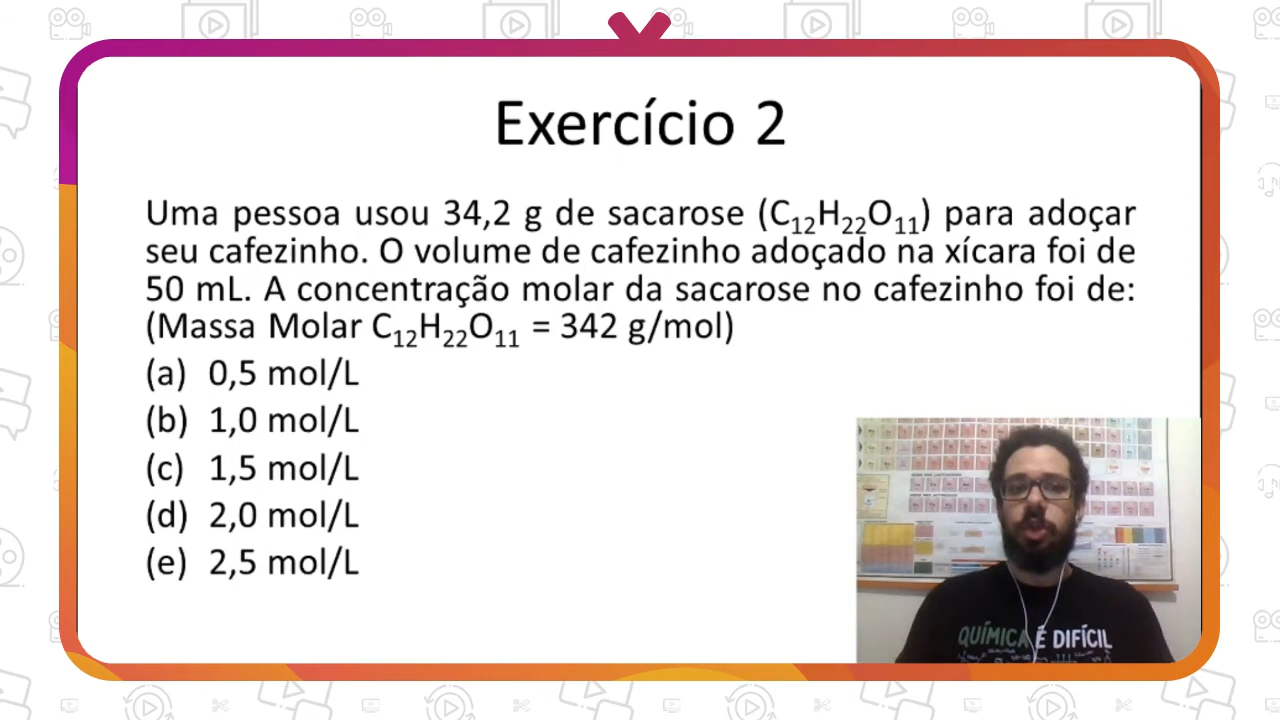 Exercício 2
Uma pessoa usou 34,2 g de sacarose (C₁₂H₂₂O₁₁) para adoçar
seu cafezinho. O volume de cafezinho adoçado na xícara foi de
50 mL. A concentração molar da sacarose no cafezinho foi de:
(Massa Molar C₁₂H₂₂O₁₁ = 342 g/mol)
(a) 0,5 mol/L
(b) 1,0 mol/L
(c) 1,5 mol/L
(d) 2,0 mol/L
(e) 2,5 mol/L
QUÍMICA É DIFÍCIL